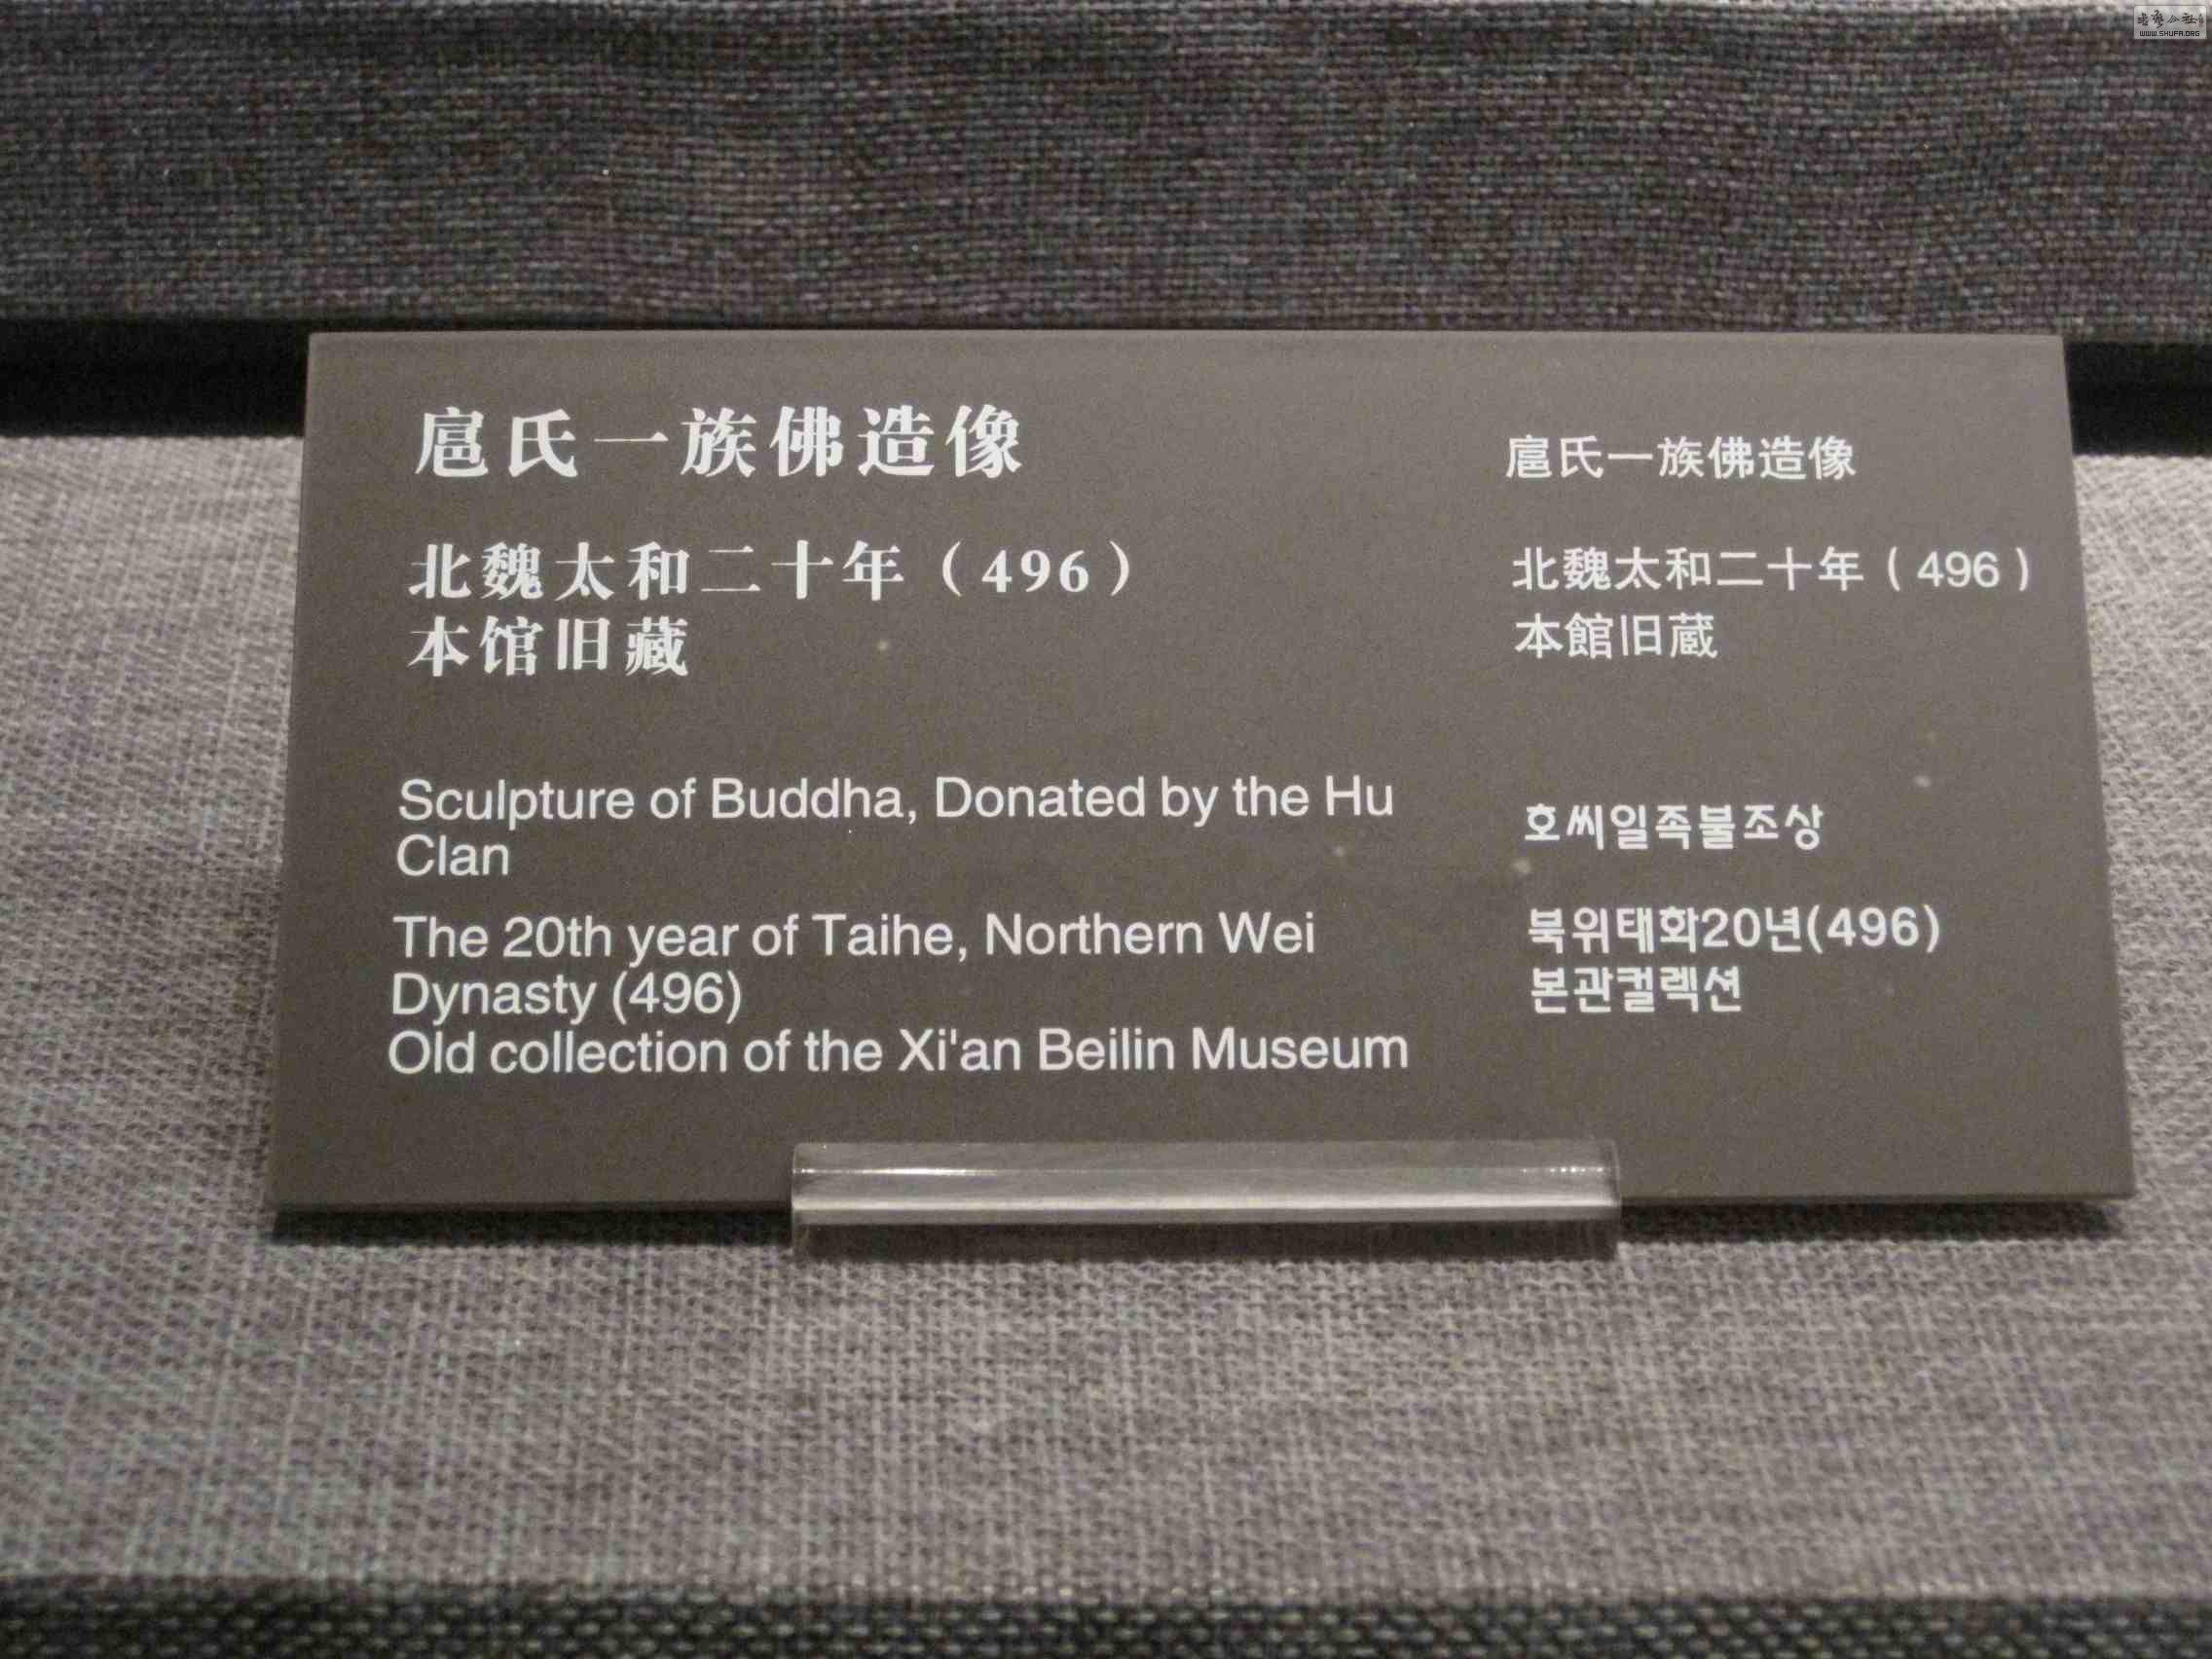 扈氏一族佛造像
北魏太和二十年（496）
本馆旧藏
Sculpture of Buddha, Donated by the Hu
Clan
The 20th year of Taihe, Northern Wei
Dynasty (496)
Old collection of the Xi'an Beilin Museum
扈氏一族佛造像
北魏太和二十年（496）
本館旧蔵
호씨일족불조상
북위태화20년(496)
본관컬렉션
WWW.SHUFA.ORG